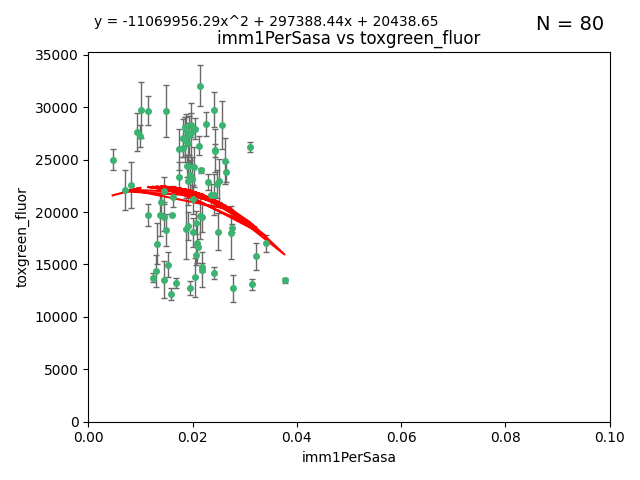 y = -11069956.29x^2 + 297388.44x + 20438.65
N = 80
imm1PerSasa vs toxgreen_fluor
35000
30000
25000
20000
15000
10000
5000
0
toxgreen_fluor
0.00 0.02 0.04 0.06 0.08 0.10
imm1PerSasa